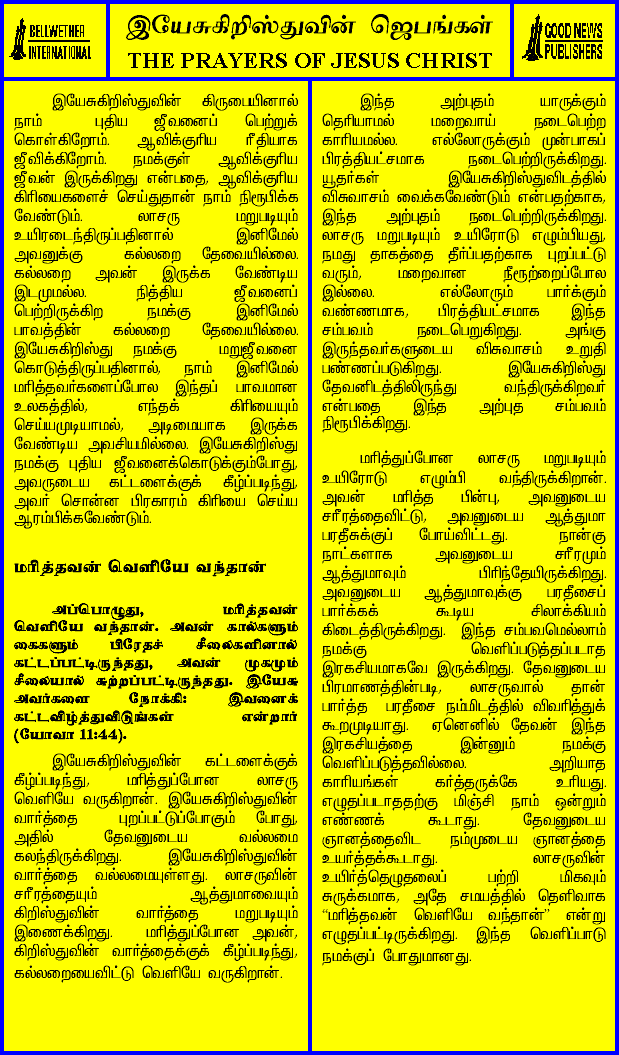 BELLWETHER
INTERNATIONAL
இயேசுகிறிஸ்துவின் ஜெபங்கள்
THE PRAYERS OF JESUS CHRIST
GOOD NEWS
PUBLISHERS
இயேசுகிறிஸ்துவின் கிருபையினால்
நாம் புதிய ஜீவனைப் பெற்றுக்
கொள்கிறோம். ஆவிக்குரிய ரீதியாக
ஜீவிக்கிறோம். நமக்குள் ஆவிக்குரிய
ஜீவன் இருக்கிறது என்பதை, ஆவிக்குரிய
கிரியைகளைச் செய்துதான் நாம் நிரூபிக்க
வேண்டும். லாசரு மறுபடியும்
உயிரடைந்திருப்பதினால் இனிமேல்
அவனுக்கு கல்லறை தேவையில்லை.
கல்லறை அவன் இருக்க வேண்டிய
இடமுமல்ல. நித்திய ஜீவனைப்
பெற்றிருக்கிற நமக்கு இனிமேல்
பாவத்தின் கல்லறை தேவையில்லை.
இயேசுகிறிஸ்து நமக்கு மறுஜீவனை
கொடுத்திருப்பதினால், நாம் இனிமேல்
மரித்தவர்களைப்போல இந்தப் பாவமான
உலகத்தில், எந்தக் கிரியையும்
செய்யமுடியாமல், அடிமையாக இருக்க
வேண்டிய அவசியமில்லை. இயேசுகிறிஸ்து
நமக்கு புதிய ஜீவனைக்கொடுக்கும்போது,
அவருடைய கட்டளைக்குக் கீழ்ப்படிந்து,
அவர் சொன்ன பிரகாரம் கிரியை செய்ய
ஆரம்பிக்கவேண்டும்.
மரித்தவன் வெளியே வந்தான்
அப்பொழுது, மரித்தவன்
வெளியே வந்தான். அவன் கால்களும்
கைகளும் பிரேதச் சீலைகளினால்
கட்டப்பட்டிருந்தது, அவன் முகமும்
சீலையால் சுற்றப்பட்டிருந்தது. இயேசு
அவர்களை நோக்கி: இவனைக்
கட்டவிழ்த்துவிடுங்கள் என்றார்
(யோவா 11:44).
இயேசுகிறிஸ்துவின் கட்டளைக்குக்
கீழ்ப்படிந்து, மரித்துப்போன லாசரு
வெளியே வருகிறான். இயேசுகிறிஸ்துவின்
வார்த்தை புறப்பட்டுப்போகும் போது,
அதில் தேவனுடைய வல்லமை
கலந்திருக்கிறது. இயேசுகிறிஸ்துவின்
வார்த்தை வல்லமையுள்ளது. லாசருவின்
சரீரத்தையும் ஆத்துமாவையும்
கிறிஸ்துவின் வார்த்தை மறுபடியும்
இணைக்கிறது. மரித்துப்போன அவன்,
கிறிஸ்துவின் வார்த்தைக்குக் கீழ்ப்படிந்து,
கல்லறையைவிட்டு வெளியே வருகிறான்.
இந்த அற்புதம் யாருக்கும்
தெரியாமல் மறைவாய் நடைபெற்ற
காரியமல்ல. எல்லோருக்கும் முன்பாகப்
பிரத்தியட்சமாக நடைபெற்றிருக்கிறது.
யூதர்கள் இயேசுகிறிஸ்துவிடத்தில்
விசுவாசம் வைக்கவேண்டும் என்பதற்காக,
இந்த அற்புதம் நடைபெற்றிருக்கிறது.
லாசரு மறுபடியும் உயிரோடு எழும்பியது,
நமது தாகத்தை தீர்ப்பதற்காக புறப்பட்டு
வரும், மறைவான நீரூற்றைப்போல
இல்லை. எல்லோரும் பார்க்கும்
வண்ணமாக, பிரத்தியட்சமாக இந்த
சம்பவம் நடைபெறுகிறது. அங்கு
இருந்தவர்களுடைய விசுவாசம் உறுதி
பண்ணப்படுகிறது. இயேசுகிறிஸ்து
தேவனிடத்திலிருந்து வந்திருக்கிறவர்
என்பதை இந்த அற்புத சம்பவம்
நிரூபிக்கிறது.
மரித்துப்போன லாசரு மறுபடியும்
உயிரோடு எழும்பி வந்திருக்கிறான்.
அவன் மரித்த பின்பு, அவனுடைய
சரீரத்தைவிட்டு, அவனுடைய ஆத்துமா
பரதீசுக்குப் போய்விட்டது. நான்கு
நாட்களாக அவனுடைய சரீரமும்
ஆத்துமாவும் பிரிந்தேயிருக்கிறது.
அவனுடைய ஆத்துமாவுக்கு பரதீசைப்
பார்க்கக் கூடிய சிலாக்கியம்
கிடைத்திருக்கிறது. இந்த சம்பவமெல்லாம்
நமக்கு வெளிப்படுத்தப்படாத
இரகசியமாகவே இருக்கிறது. தேவனுடைய
பிரமாணத்தின்படி, லாசருவால் தான்
பார்த்த பரதீசை நம்மிடத்தில் விவரித்துக்
கூறமுடியாது. ஏனெனில் தேவன் இந்த
இரகசியத்தை இன்னும் நமக்கு
வெளிப்படுத்தவில்லை. அறியாத
காரியங்கள் கர்த்தருக்கே உரியது.
எழுதப்படாததற்கு மிஞ்சி நாம் ஒன்றும்
எண்ணக் கூடாது. தேவனுடைய
ஞானத்தைவிட நம்முடைய ஞானத்தை
உயர்த்தக்கூடாது. லாசருவின்
உயிர்த்தெழுதலைப் பற்றி மிகவும்
சுருக்கமாக, அதே சமயத்தில் தெளிவாக
“மரித்தவன் வெளியே வந்தான்” என்று
எழுதப்பட்டிருக்கிறது. இந்த வெளிப்பாடு
நமக்குப் போதுமானது.